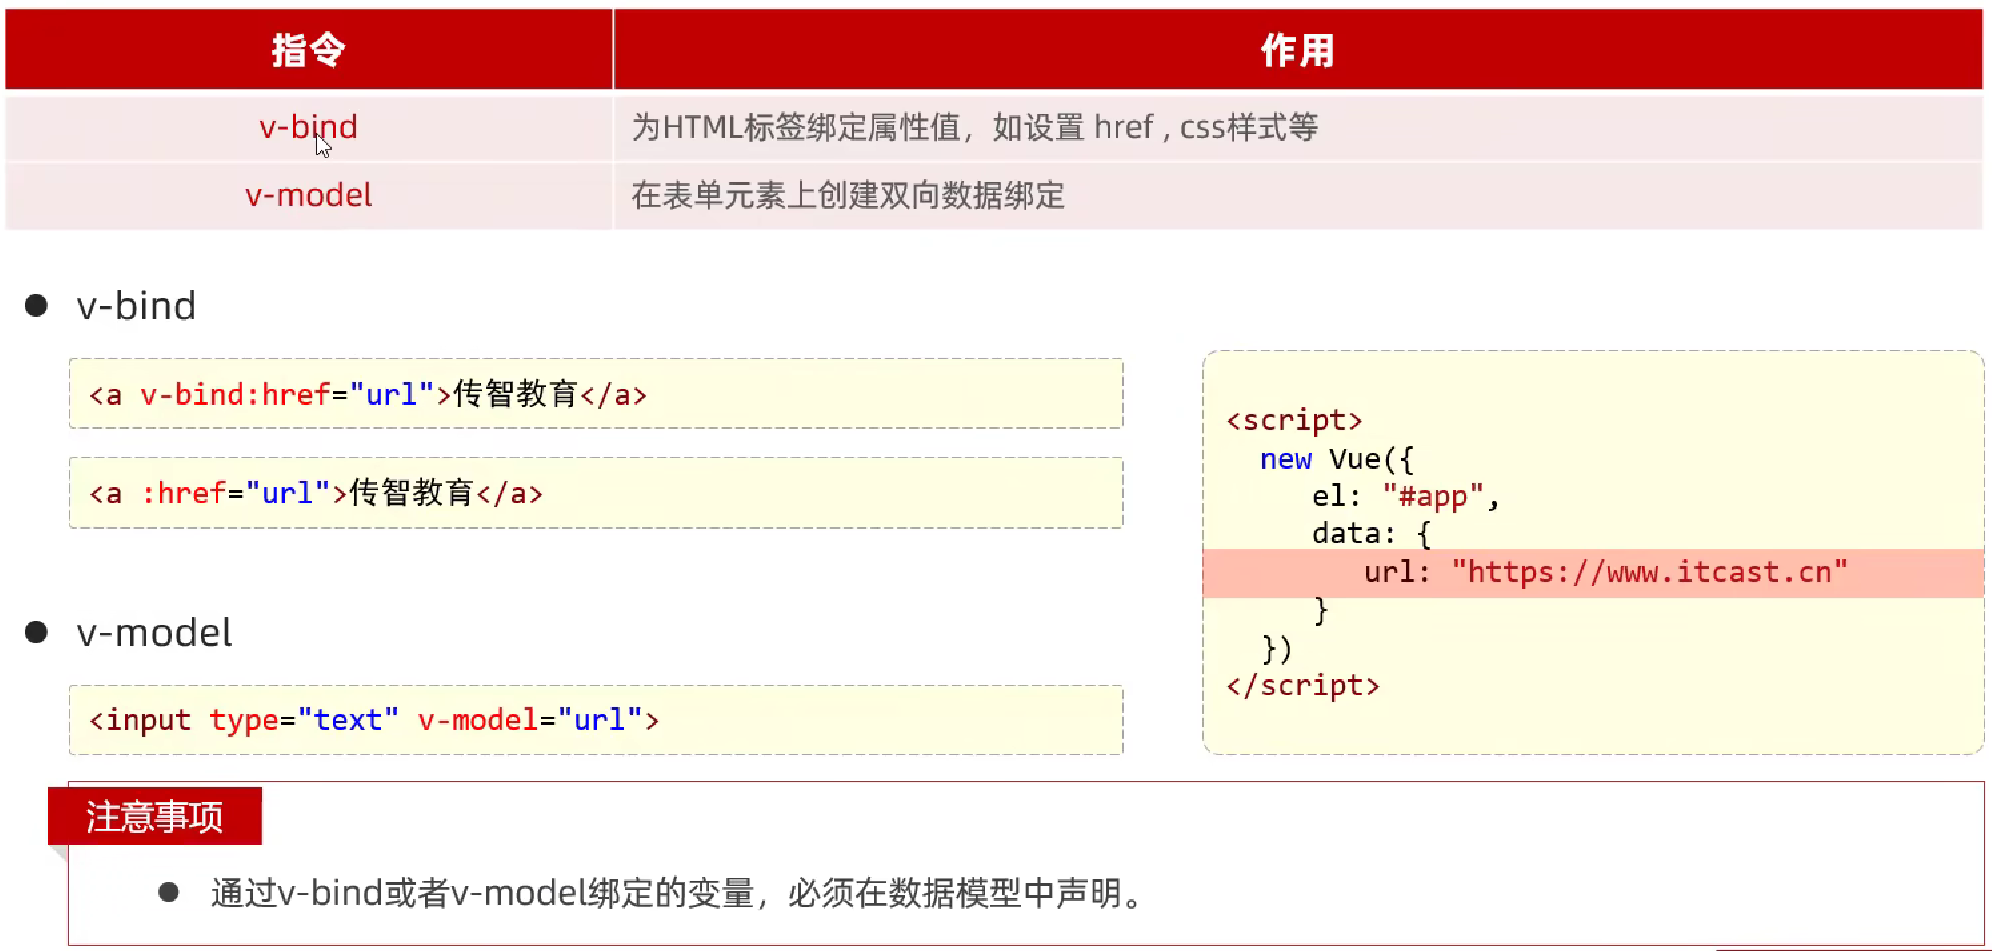 指令 作用
v-bind 为HTML标签绑定属性值，如设置 href , css样式等
v-model 在表单元素上创建双向数据绑定
● v-bind
<a v-bind:href="url">传智教育</a>
<a :href="url">传智教育</a>
● v-model
<input type="text" v-model="url">
<script>
new Vue({
el: "#app",
data: {
url: "https://www.itcast.cn"
}
})
</script>
注意事项
● 通过v-bind或者v-model绑定的变量，必须在数据模型中声明。